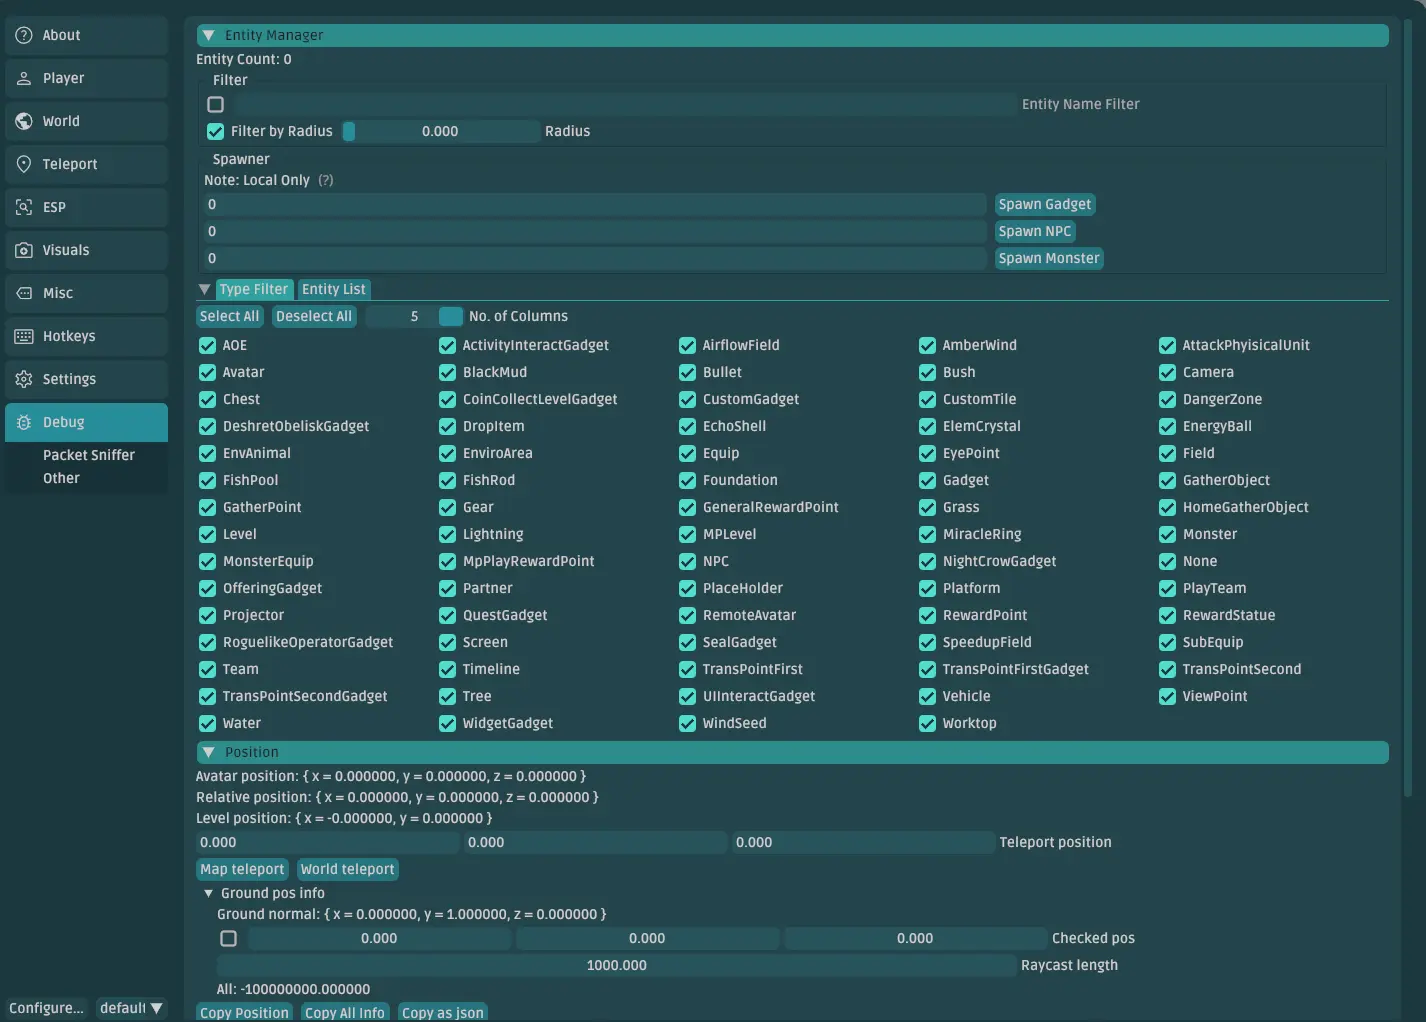 About
Player
World
Teleport
ESP
Visuals
Misc
Hotkeys
Settings
Debug
Packet Sniffer
Other
Configure...
default
Entity Manager
Entity Count: 0
Filter
Entity Name Filter
Filter by Radius 0.000 Radius
Spawner
Note: Local Only (?)
0 Spawn Gadget
0 Spawn NPC
0 Spawn Monster
Type Filter Entity List
Select All Deselect All 5 No. of Columns
AOE ActivityInteractGadget AirflowField AmberWind AttackPhyisicalUnit
Avatar BlackMud Bullet Bush Camera
Chest CoinCollectLevelGadget CustomGadget CustomTile DangerZone
DeshretObeliskGadget DropItem EchoShell ElemCrystal EnergyBall
EnvAnimal EnviroArea Equip EyePoint Field
FishPool FishRod Foundation Gadget GatherObject
GatherPoint Gear GeneralRewardPoint Grass HomeGatherObject
Level Lightning MPLevel MiracleRing Monster
MonsterEquip MpPlayRewardPoint NPC NightCrowGadget None
OfferingGadget Partner PlaceHolder Platform PlayTeam
Projector QuestGadget RemoteAvatar RewardPoint RewardStatue
RoguelikeOperatorGadget Screen SealGadget SpeedupField SubEquip
Team Timeline TransPointFirst TransPointFirstGadget TransPointSecond
TransPointSecondGadget Tree UIInteractGadget Vehicle ViewPoint
Water WidgetGadget WindSeed Worktop
Position
Avatar position: { x = 0.000000, y = 0.000000, z = 0.000000 }
Relative position: { x = 0.000000, y = 0.000000, z = 0.000000 }
Level position: { x = -0.000000, y = 0.000000 }
0.000 0.000 0.000 Teleport position
Map teleport World teleport
Ground pos info
Ground normal: { x = 0.000000, y = 1.000000, z = 0.000000 }
0.000 0.000 0.000 Checked pos
1000.000 Raycast length
All: -100000000.000000
Copy Position Copy All Info Copy as json